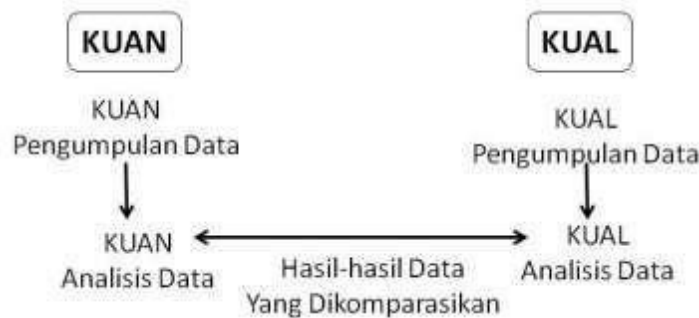 KUAN
KUAL
KUAN
Pengumpulan Data
KUAL
Pengumpulan Data
KUAN
Analisis Data
KUAL
Analisis Data
Hasil-hasil Data
Yang Dikomparasikan